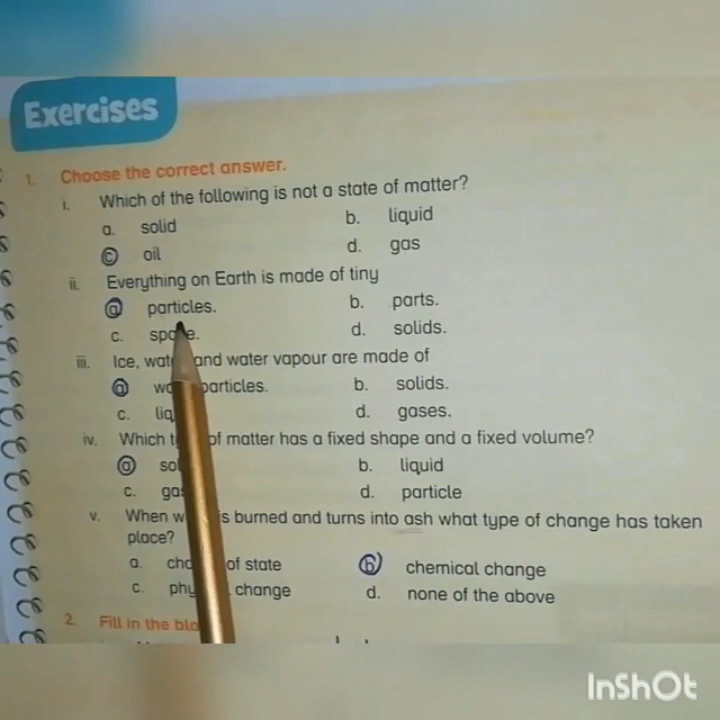 Exercises
1. Choose the correct answer.
i. Which of the following is not a state of matter?
a. solid b. liquid
c oil d. gas
ii. Everything on Earth is made of tiny
a particles. b. parts.
c. d. solids.
iii. Ice, and water vapour are made of
a particles. b. solids.
c. d. gases.
iv. Which of matter has a fixed shape and a fixed volume?
a b. liquid
c. d. particle
v. When is burned and turns into ash what type of change has taken
place?
a. of state b chemical change
c. change d. none of the above
2. Fill in the
InShOt